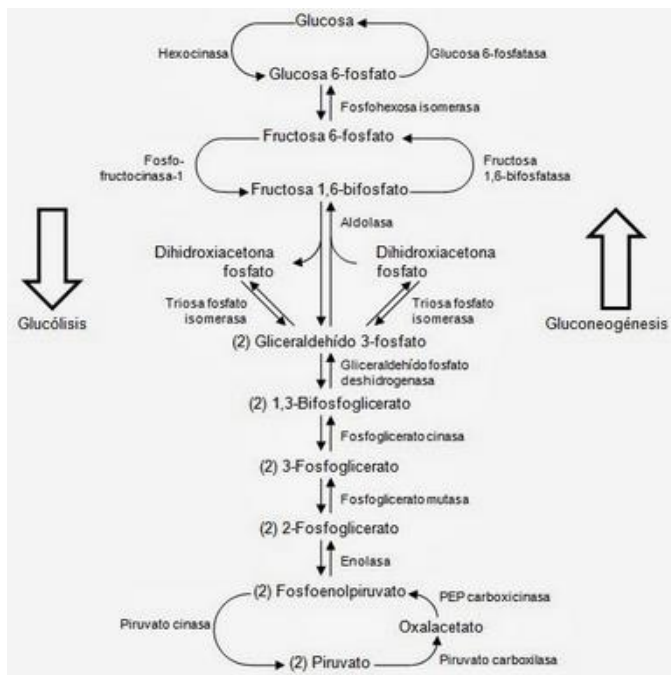 Glucosa
Hexocinasa
Glucosa 6-fosfatasa
Glucosa 6-fosfato
Fosfohexosa isomerasa
Fructosa 6-fosfato
Fosfo-
fructocinasa-1
Fructosa
1,6-bifosfatasa
Fructosa 1,6-bifosfato
Aldolasa
Dihidroxiacetona
fosfato
Dihidroxiacetona
fosfato
Triosa fosfato
isomerasa
Triosa fosfato
isomerasa
Glucólisis
Gluconeogénesis
(2) Gliceraldehído 3-fosfato
Gliceraldehído fosfato
deshidrogenasa
(2) 1,3-Bifosfoglicerato
Fosfoglicerato cinasa
(2) 3-Fosfoglicerato
Fosfoglicerato mutasa
(2) 2-Fosfoglicerato
Enolasa
(2) Fosfoenolpiruvato
PEP carboxicinasa
Piruvato cinasa
Oxalacetato
(2) Piruvato
Piruvato carboxilasa